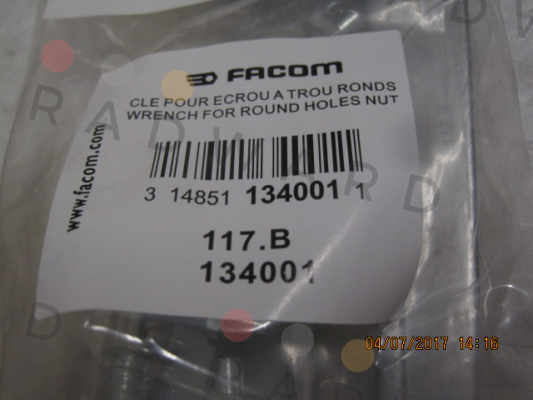 FACOM
CLE POUR ECROU A TROU RONDS
WRENCH FOR ROUND HOLES NUT
www.facom.com
3 14851 134001 1
117.B
134001
RADWARD
04/07/2017 14:16